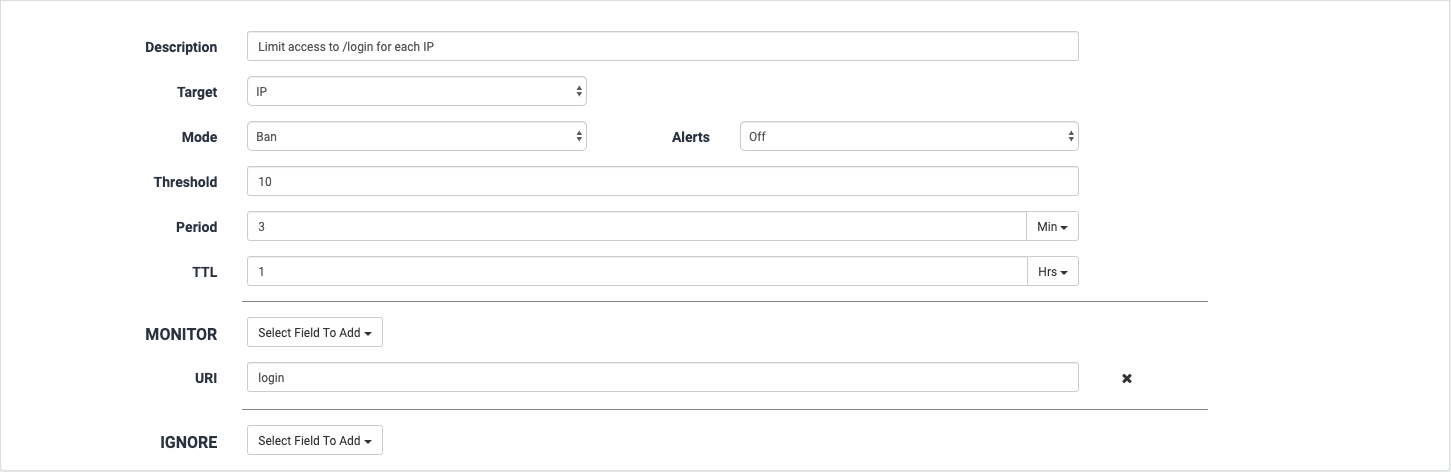 Description Limit access to /login for each IP
Target IP
Mode Ban Alerts Off
Threshold 10
Period 3 Min
TTL 1 Hrs
MONITOR Select Field To Add
URI login
IGNORE Select Field To Add